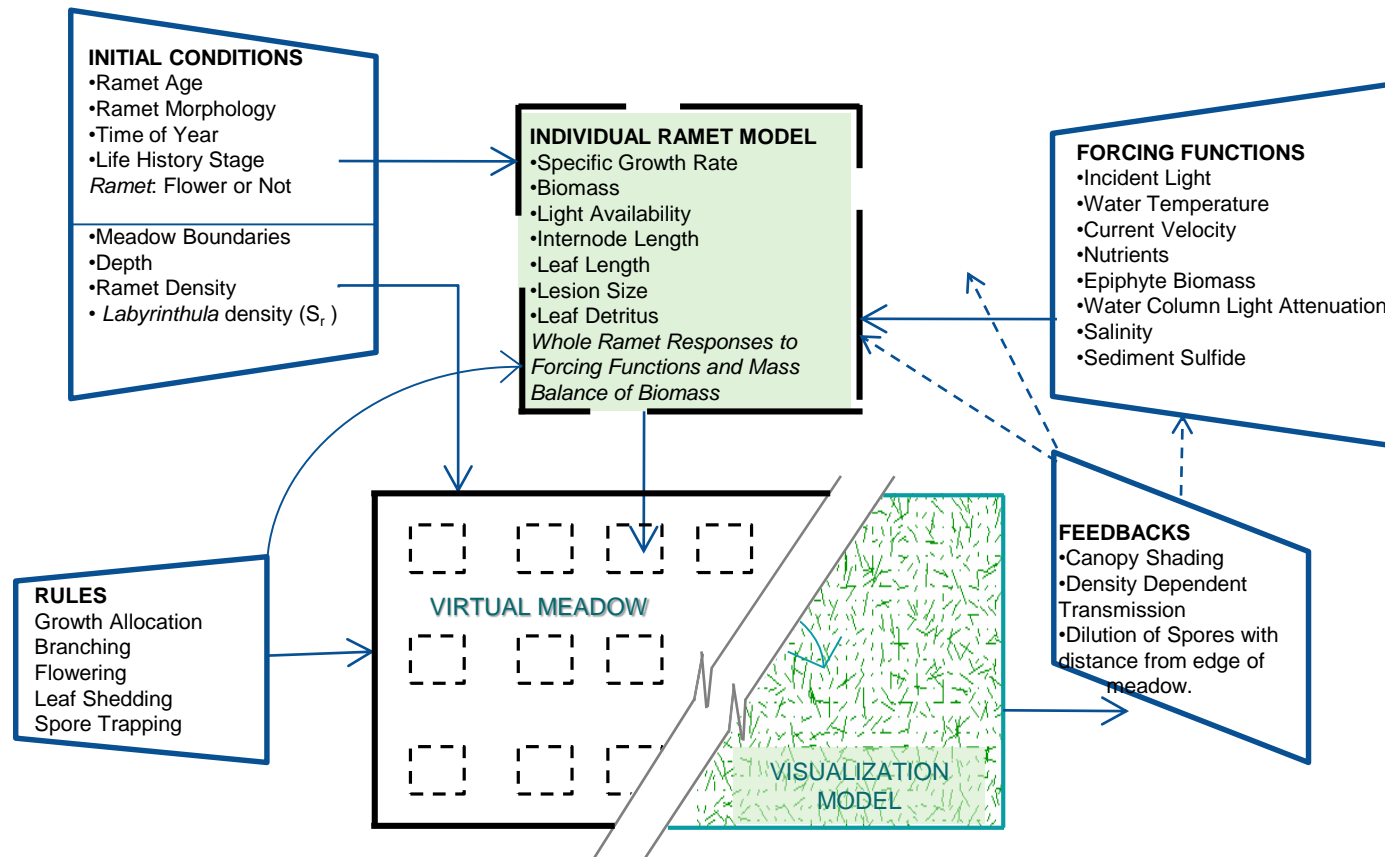 INITIAL CONDITIONS
•Ramet Age
•Ramet Morphology
•Time of Year
•Life History Stage
Ramet: Flower or Not
•Meadow Boundaries
•Depth
•Ramet Density
• Labyrinthula density (Sr )
INDIVIDUAL RAMET MODEL
•Specific Growth Rate
•Biomass
•Light Availability
•Internode Length
•Leaf Length
•Lesion Size
•Leaf Detritus
Whole Ramet Responses to
Forcing Functions and Mass
Balance of Biomass
FORCING FUNCTIONS
•Incident Light
•Water Temperature
•Current Velocity
•Nutrients
•Epiphyte Biomass
•Water Column Light Attenuation
•Salinity
•Sediment Sulfide
RULES
Growth Allocation
Branching
Flowering
Leaf Shedding
Spore Trapping
VIRTUAL MEADOW
VISUALIZATION
MODEL
FEEDBACKS
•Canopy Shading
•Density Dependent
Transmission
•Dilution of Spores with
distance from edge of
meadow.